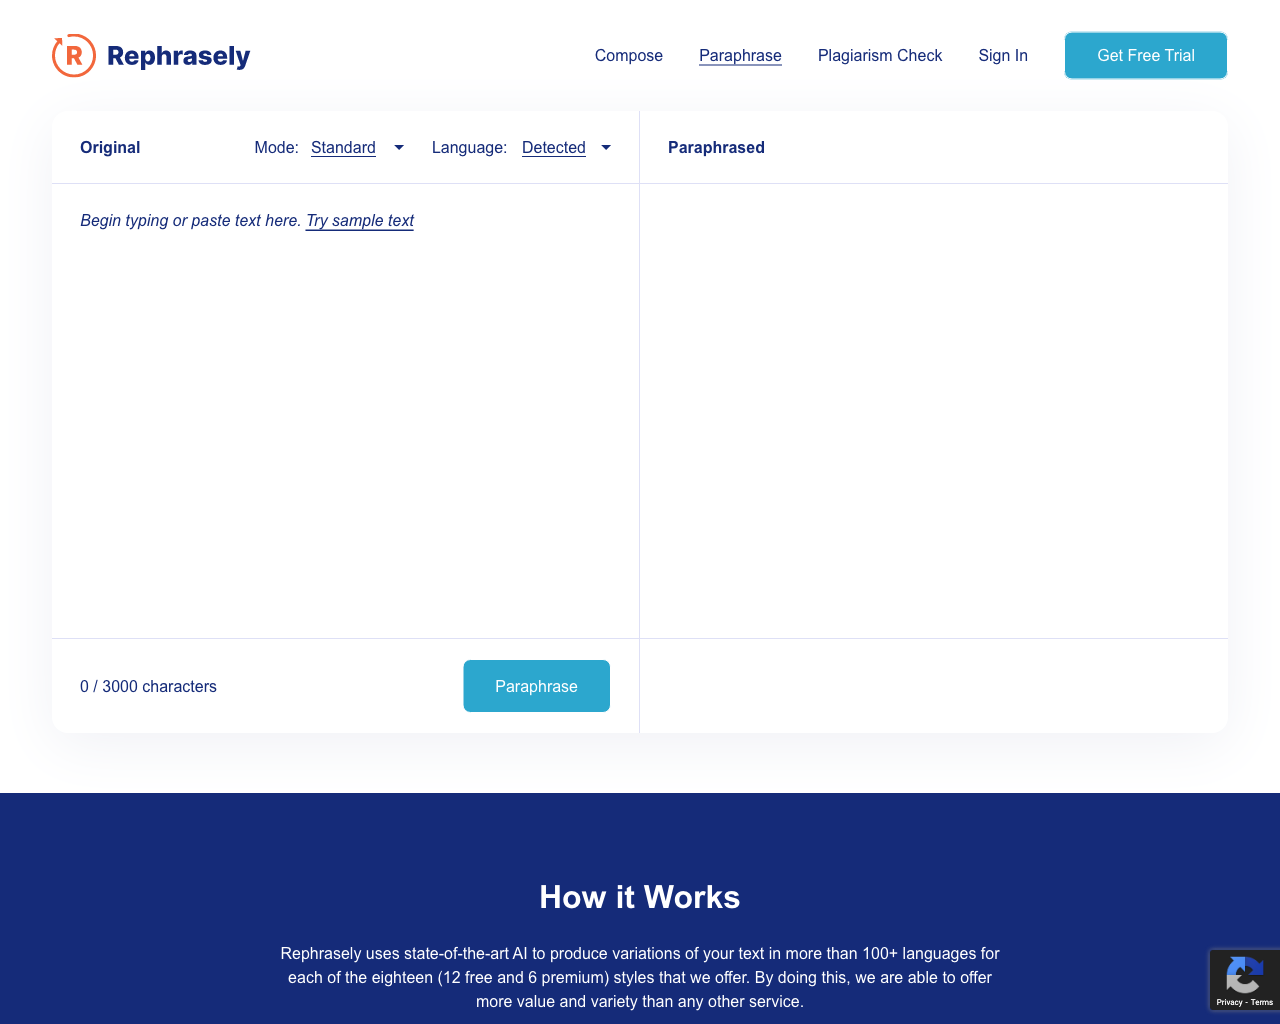 R Rephrasely
Compose Paraphrase Plagiarism Check Sign In Get Free Trial
Original Mode: Standard Language: Detected Paraphrased
Begin typing or paste text here. Try sample text
0 / 3000 characters Paraphrase
How it Works
Rephrasely uses state-of-the-art AI to produce variations of your text in more than 100+ languages for
each of the eighteen (12 free and 6 premium) styles that we offer. By doing this, we are able to offer
more value and variety than any other service.
Privacy - Terms